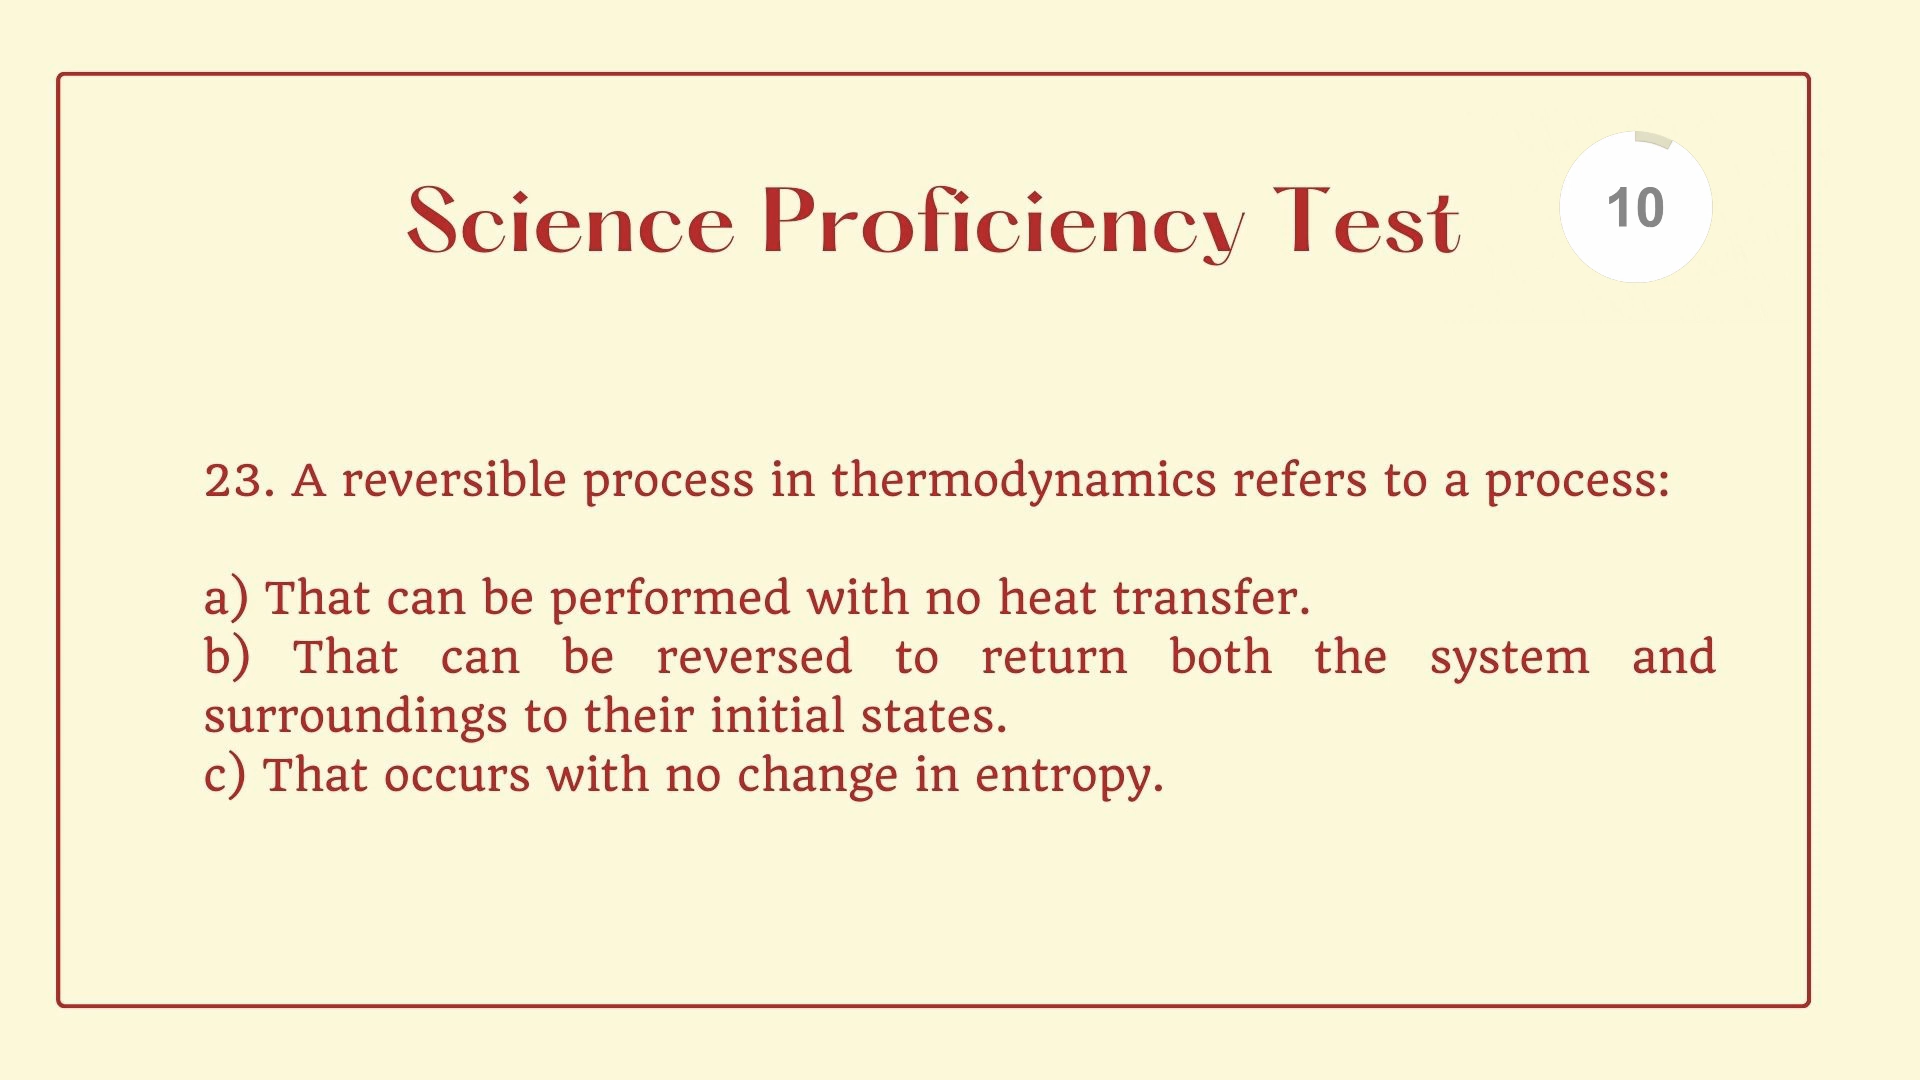 Science Proficiency Test
10
23. A reversible process in thermodynamics refers to a process:
a) That can be performed with no heat transfer.
b) That can be reversed to return both the system and
surroundings to their initial states.
c) That occurs with no change in entropy.